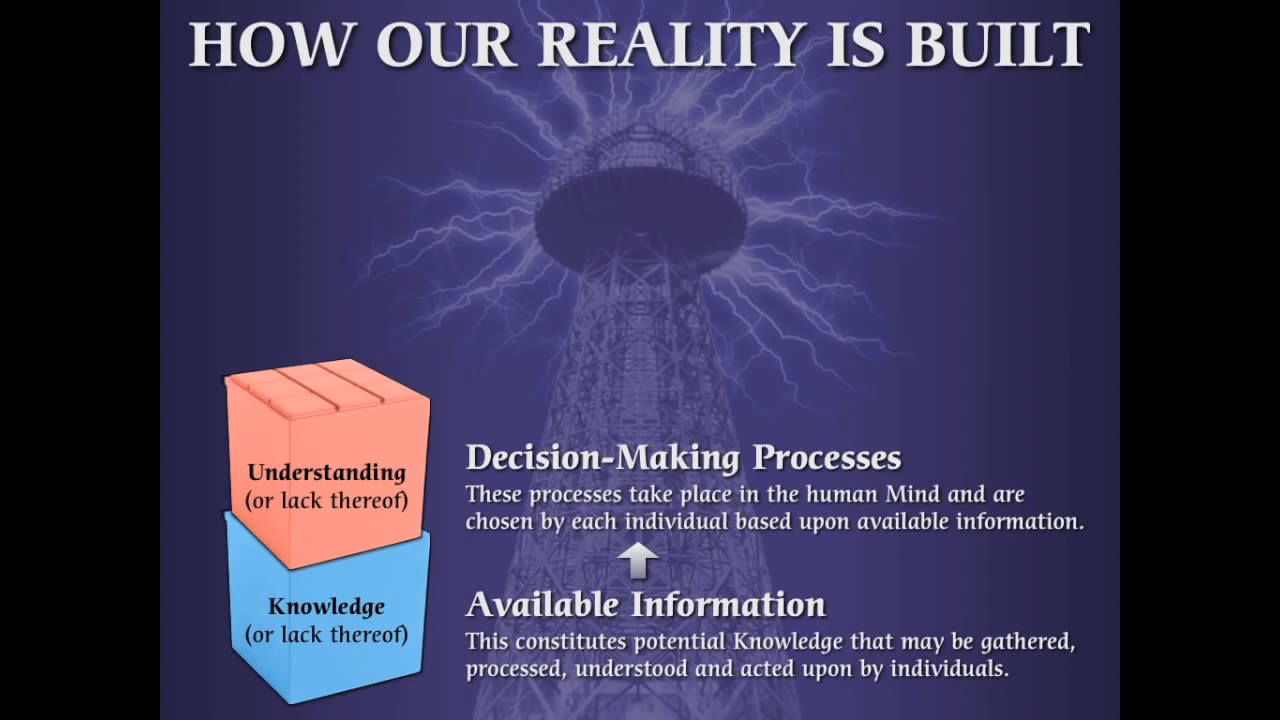 HOW OUR REALITY IS BUILT
Understanding
(or lack thereof)
Decision-Making Processes
These processes take place in the human Mind and are
chosen by each individual based upon available information.
Knowledge
(or lack thereof)
Available Information
This constitutes potential Knowledge that may be gathered,
processed, understood and acted upon by individuals.